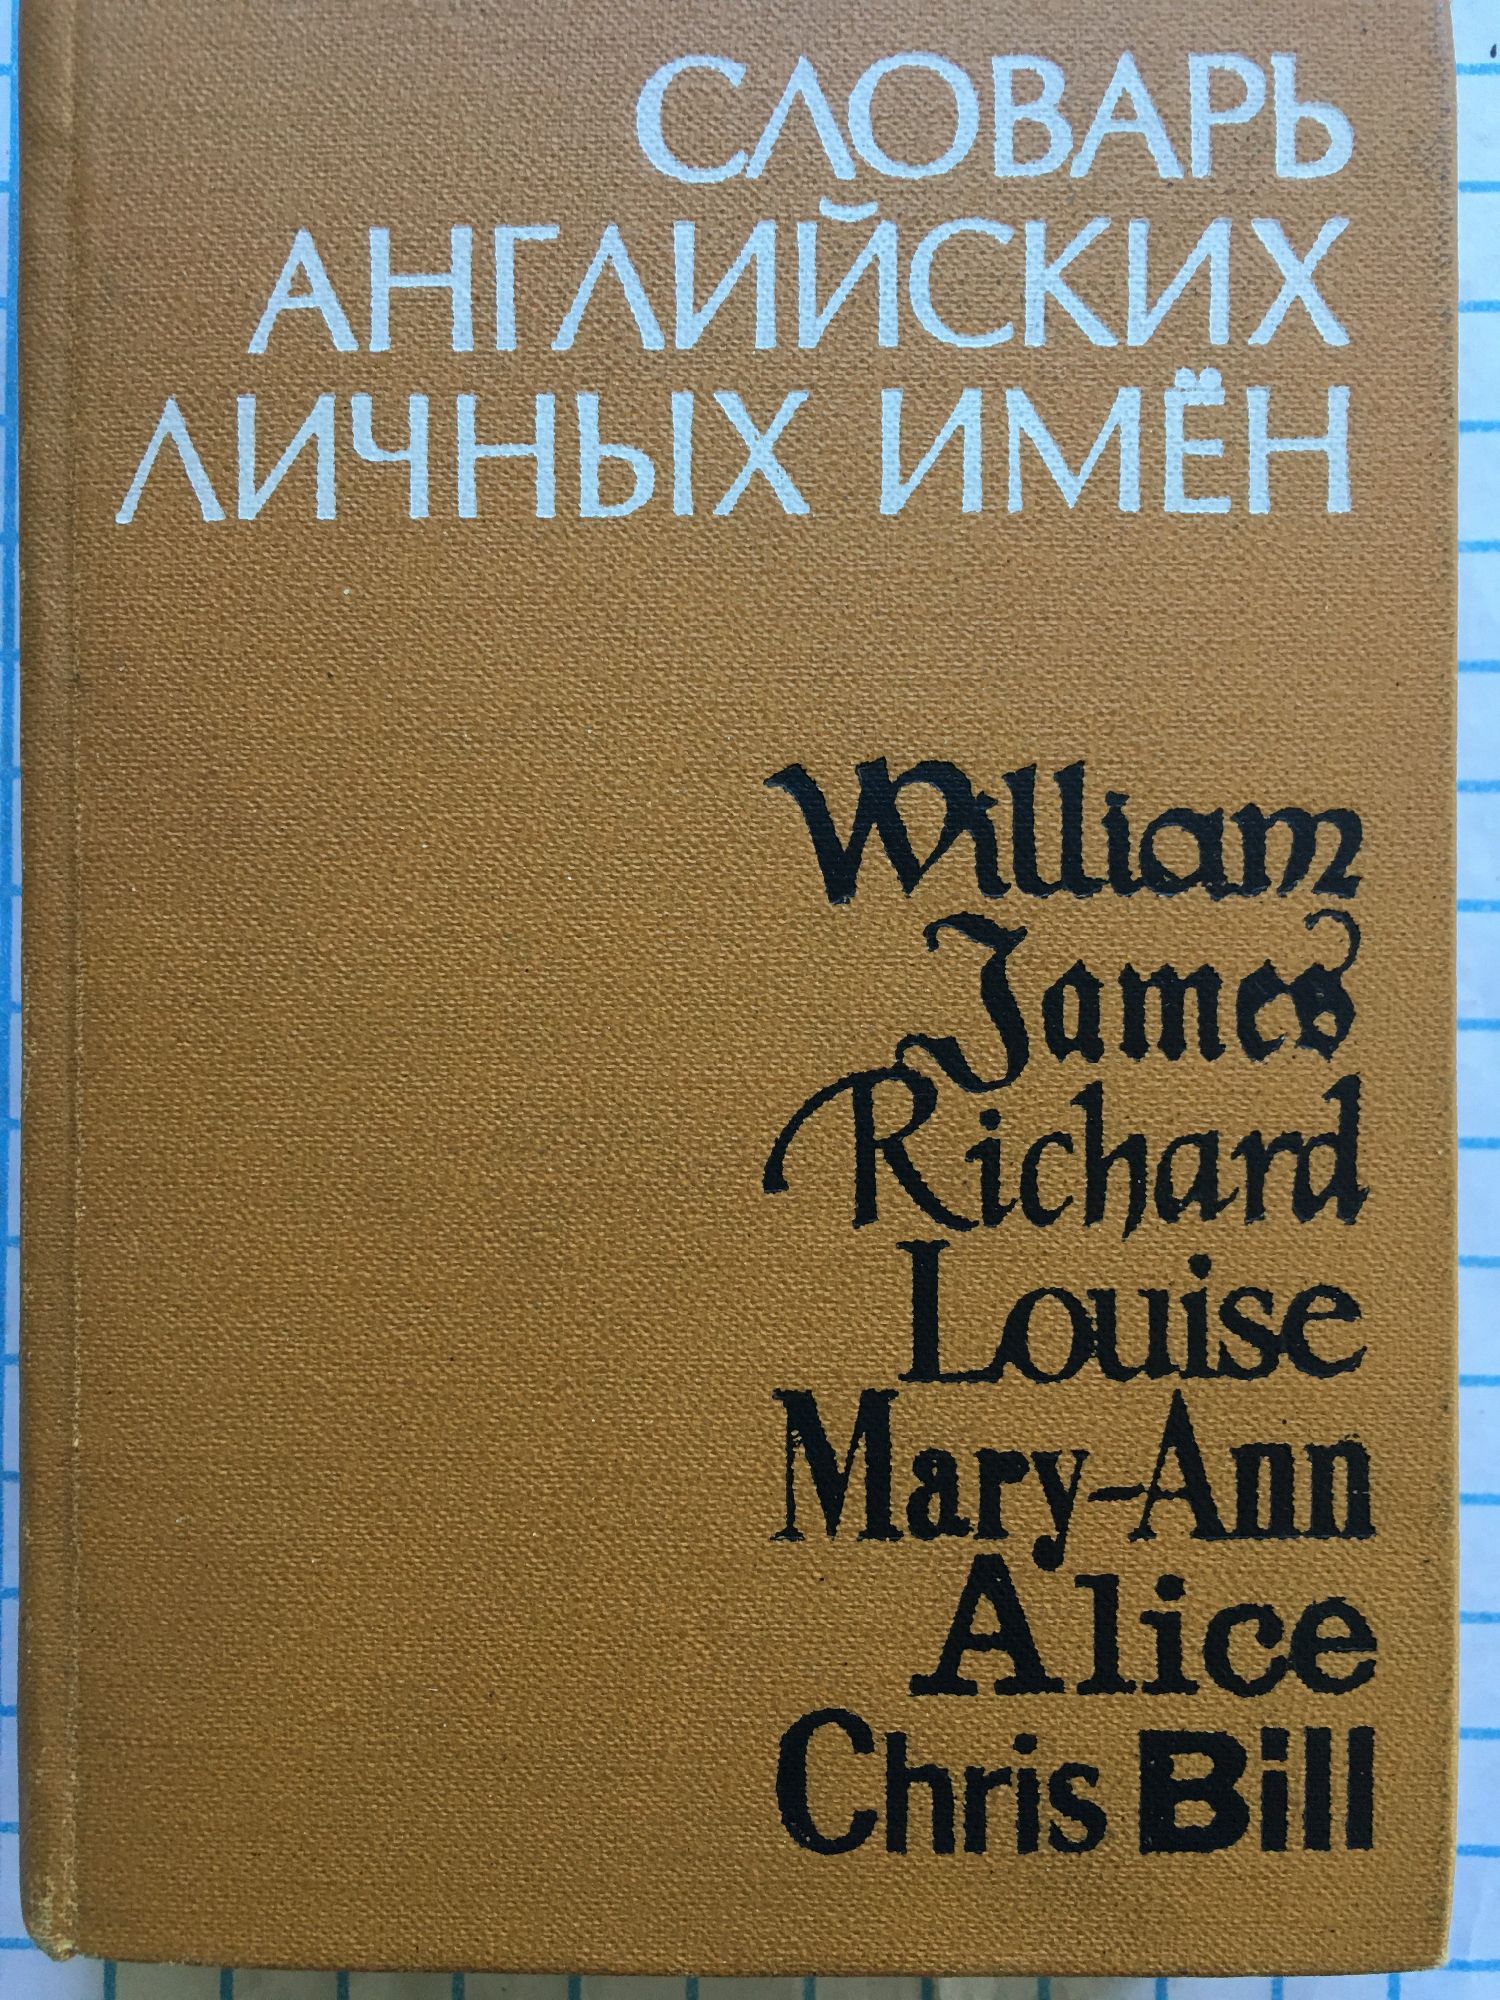 СЛОВАРЬ
АНГЛИЙСКИХ
ЛИЧНЫХ ИМЁН
William
James
Richard
Louise
Mary-Ann
Alice
Chris Bill